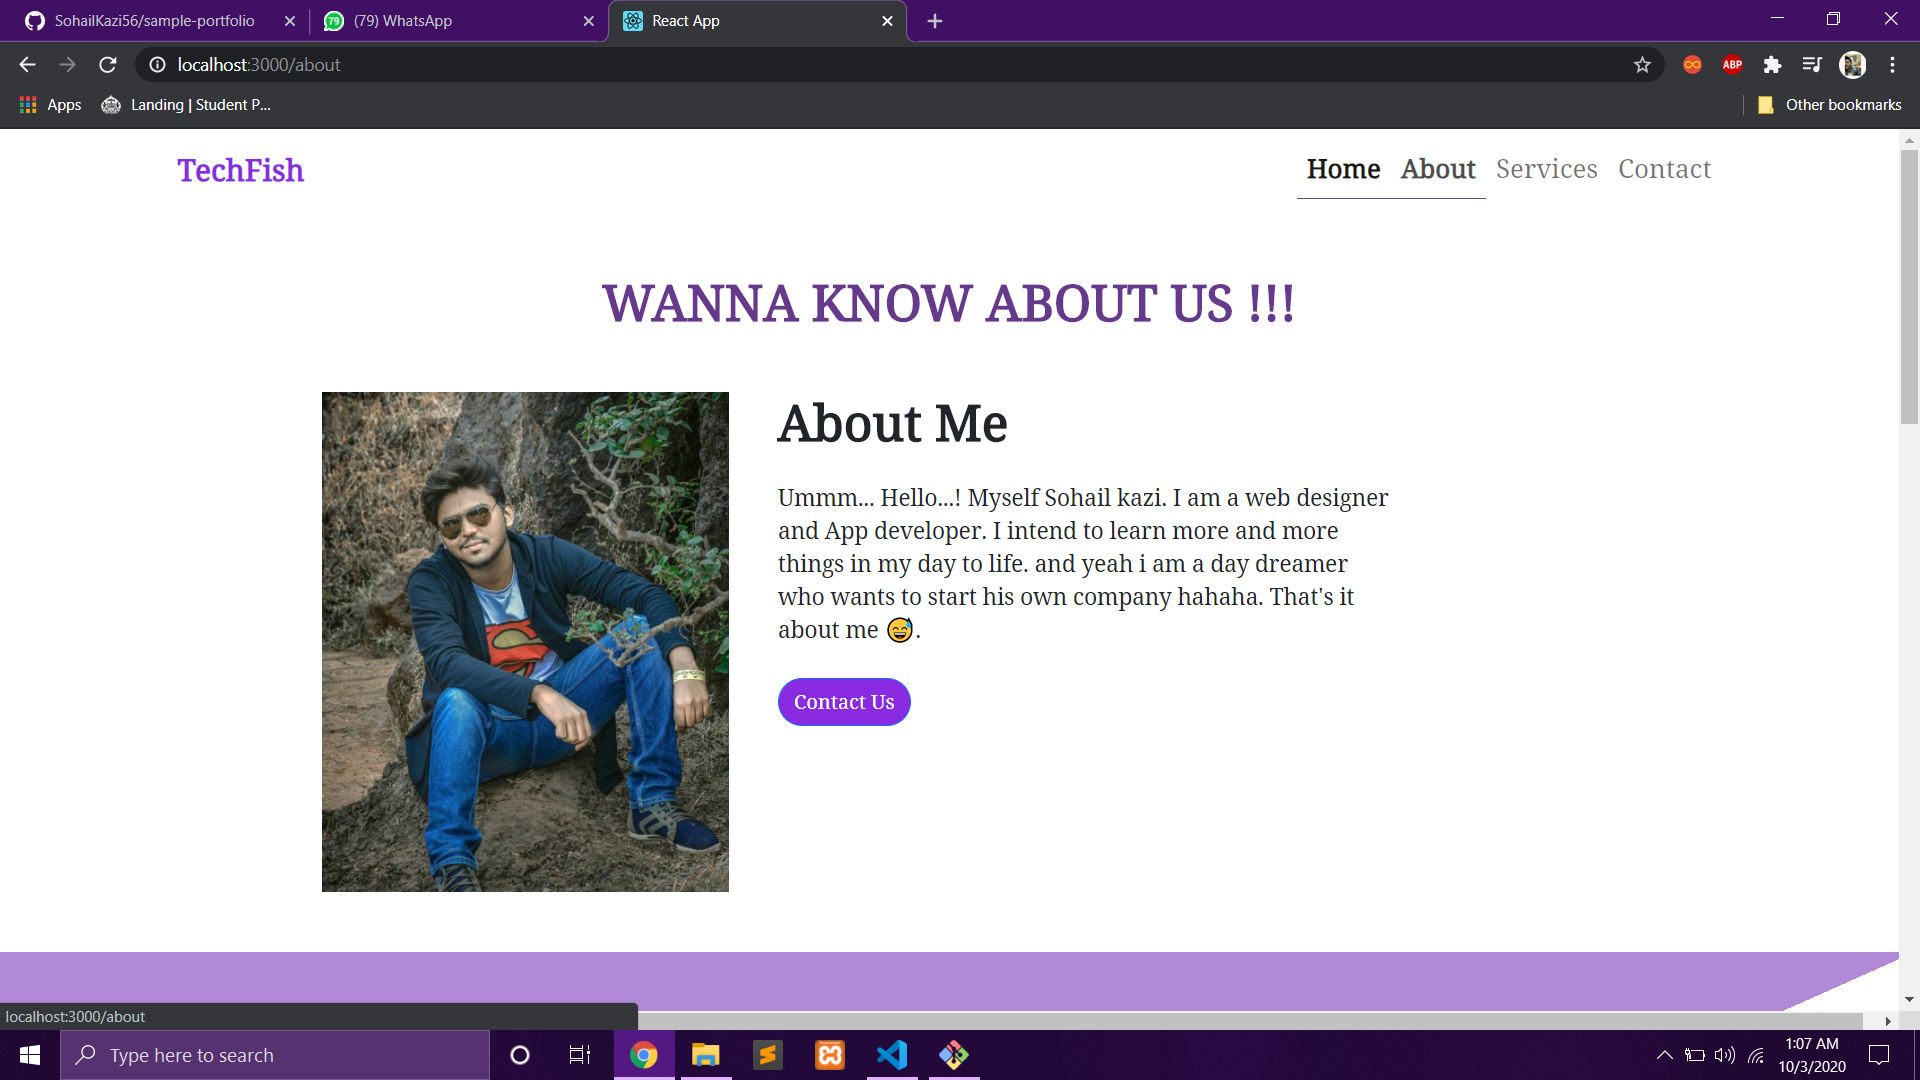 SohailKazi56/sample-portfolio
79
(79) WhatsApp
React App
localhost:3000/about
ABP
Apps
Landing | Student P...
Other bookmarks
TechFish
Home About Services Contact
WANNA KNOW ABOUT US !!!
About Me
Ummm... Hello...! Myself Sohail kazi. I am a web designer
and App developer. I intend to learn more and more
things in my day to life. and yeah i am a day dreamer
who wants to start his own company hahaha. That's it
about me 😅.
Contact Us
localhost:3000/about
Type here to search
1:07 AM
10/3/2020